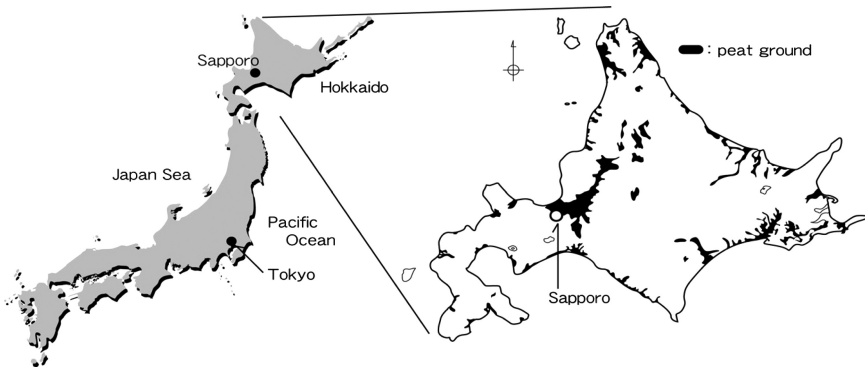 Sapporo
Hokkaido
Japan Sea
Pacific
Ocean
Tokyo
: peat ground
Sapporo